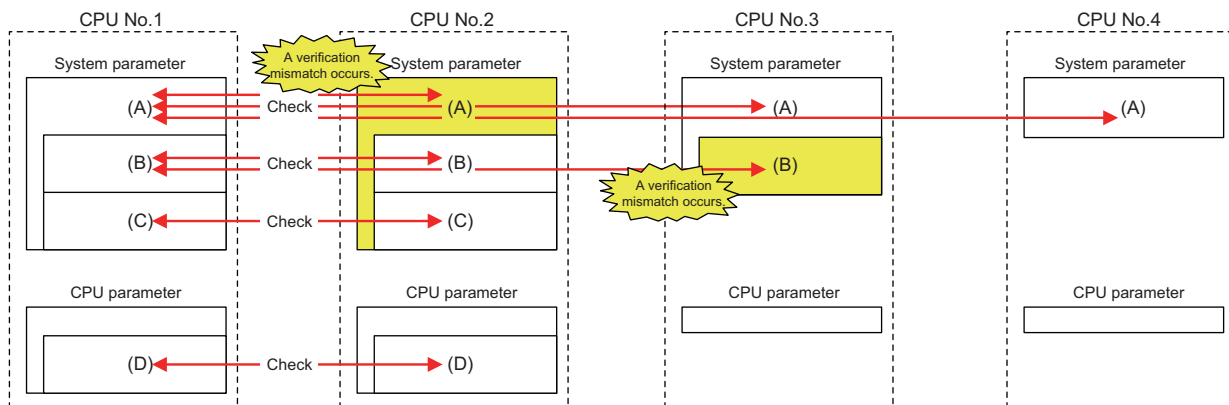 CPU No.1
CPU No.2
CPU No.3
CPU No.4
System parameter
A verification
mismatch occurs.
System parameter
System parameter
System parameter
(A)
Check
(A)
(A)
(A)
(B)
Check
(B)
(B)
A verification
mismatch occurs.
(C)
Check
(C)
CPU parameter
CPU parameter
CPU parameter
CPU parameter
(D)
Check
(D)